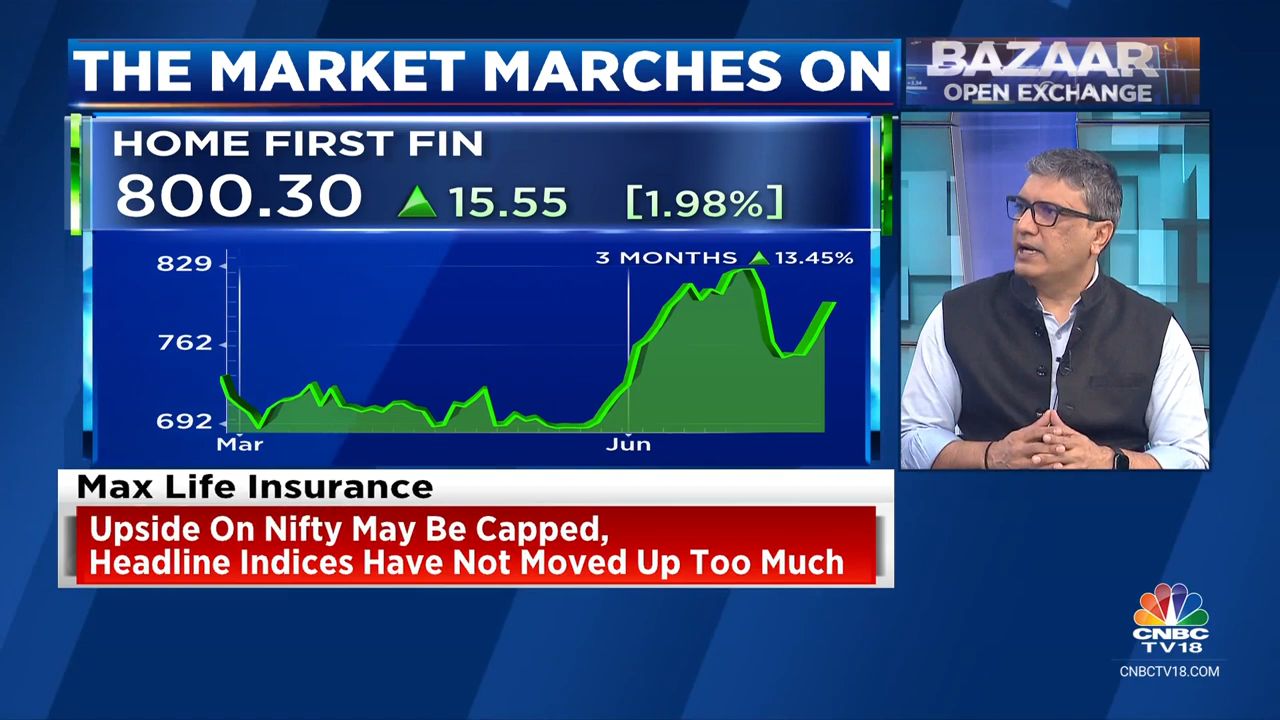 THE MARKET MARCHES ON
BAZAAR
OPEN EXCHANGE
HOME FIRST FIN
800.30 ▲ 15.55 [1.98%]
3 MONTHS ▲ 13.45%
829
762
692
Mar Jun
Max Life Insurance
Upside On Nifty May Be Capped,
Headline Indices Have Not Moved Up Too Much
CNBC
TV18
CNBCTV18.COM